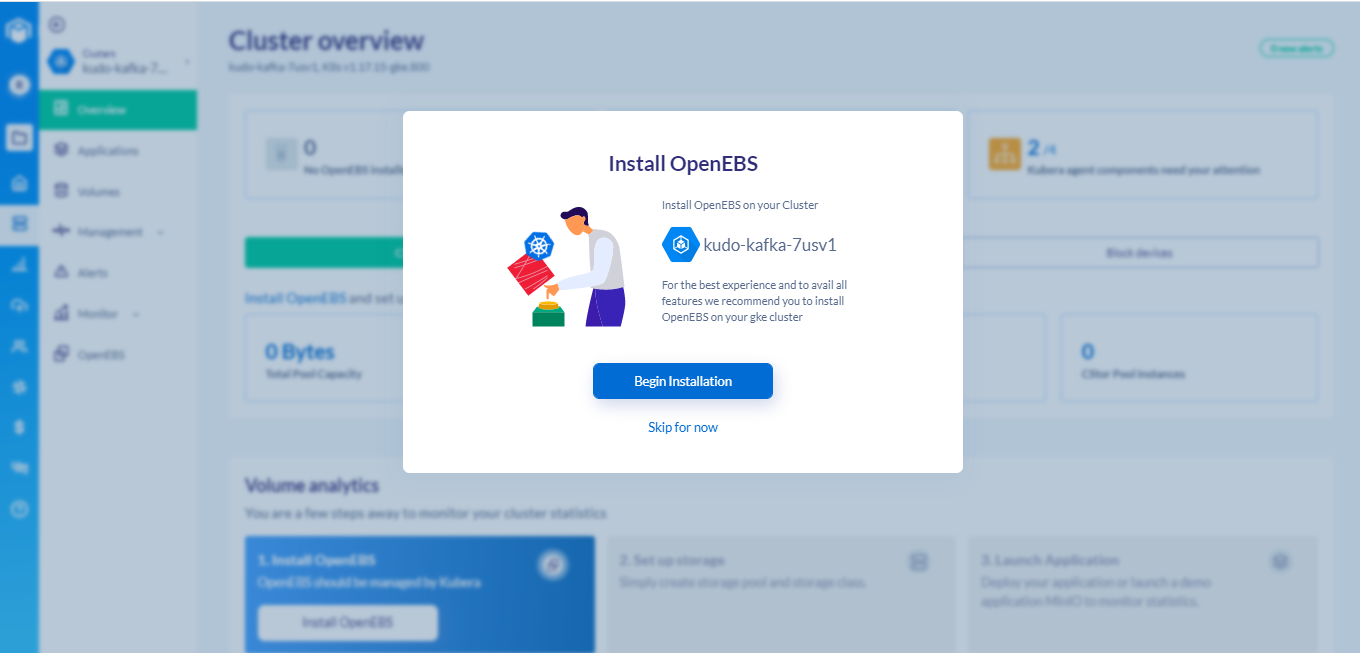 Cluster overview
kudo-kafka-7usv1, K8s v1.17.13-gke.800
Cluster
kudo-kafka-7...
Overview
Applications
Volumes
Management
Alerts
Monitor
OpenEBS
0
No OpenEBS
2 /4
Kubera agent components need your attention
Block devices
Install OpenEBS and set u
0 Bytes
Total Pool Capacity
0
CStor Pool Instances
Install OpenEBS
Install OpenEBS on your Cluster
kudo-kafka-7usv1
For the best experience and to avail all
features we recommend you to install
OpenEBS on your gke cluster
Begin Installation
Skip for now
Volume analytics
You are a few steps away to monitor your cluster statistics
1. Install OpenEBS
OpenEBS should be managed by Kubera
Install OpenEBS
2. Set up storage
Simply create storage pool and storage class.
3. Launch Application
Deploy your application or launch a demo
application MinIO to monitor statistics.